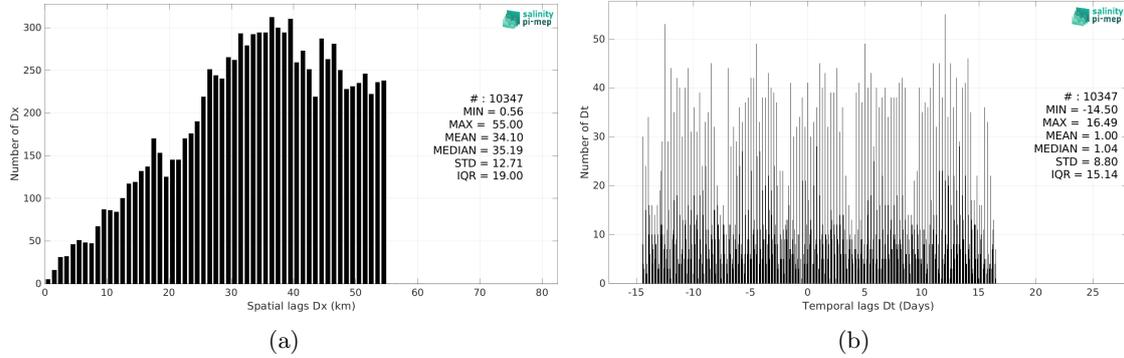 salinity
pi-mep
300
250
200
150
100
50
0
Number of Dx
# : 10347
MIN = 0.56
MAX = 55.00
MEAN = 34.10
MEDIAN = 35.19
STD = 12.71
IQR = 19.00
0 10 20 30 40 50 60 70 80
Spatial lags Dx (km)
(a)
salinity
pi-mep
50
40
30
20
10
0
Number of Dt
# : 10347
MIN = -14.50
MAX = 16.49
MEAN = 1.00
MEDIAN = 1.04
STD = 8.80
IQR = 15.14
-15 -10 -5 0 5 10 15 20 25
Temporal lags Dt (Days)
(b)